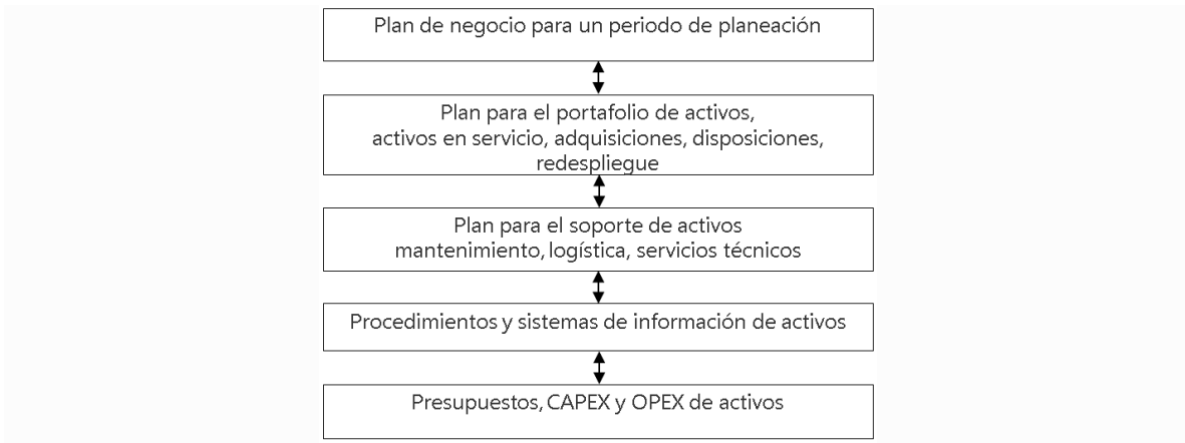 Plan de negocio para un periodo de planeación
Plan para el portafolio de activos,
activos en servicio, adquisiciones, disposiciones,
redespliegue
Plan para el soporte de activos
mantenimiento, logística, servicios técnicos
Procedimientos y sistemas de información de activos
Presupuestos, CAPEX y OPEX de activos